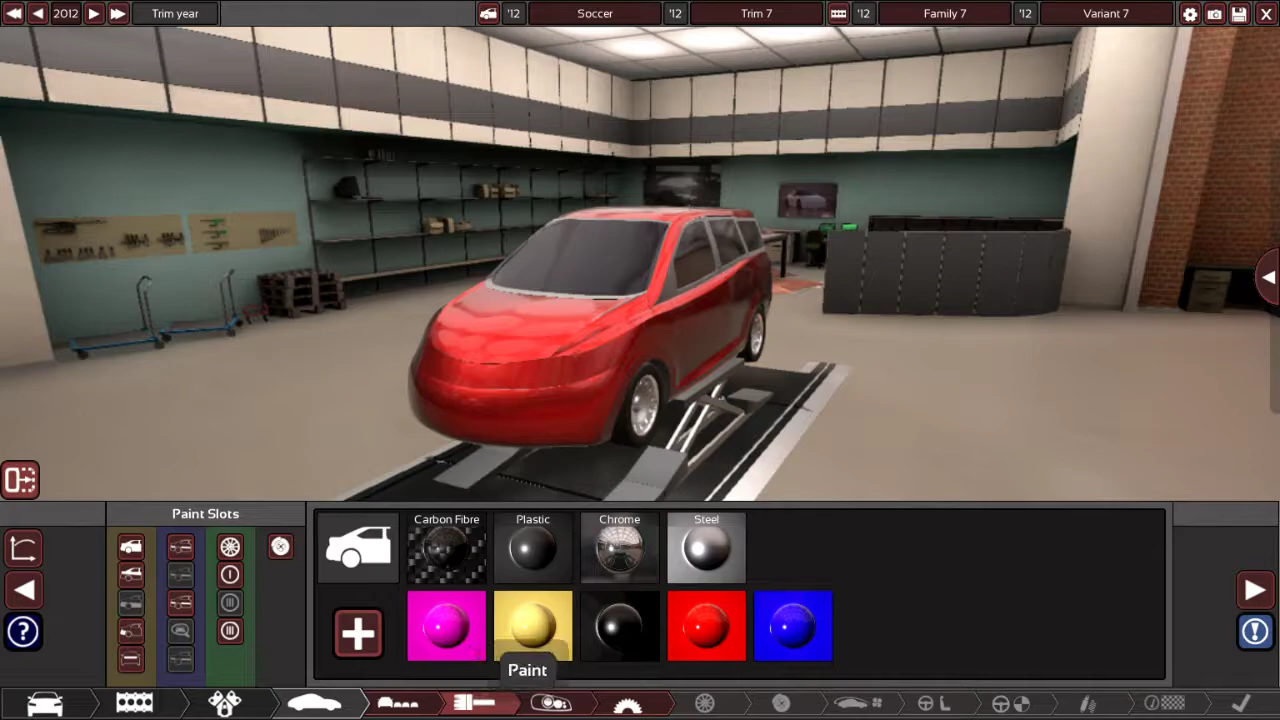 2012
Trim year
'12
Soccer
'12
Trim 7
'12
Family 7
'12
Variant 7
Paint Slots
Carbon Fibre
Plastic
Chrome
Steel
Paint